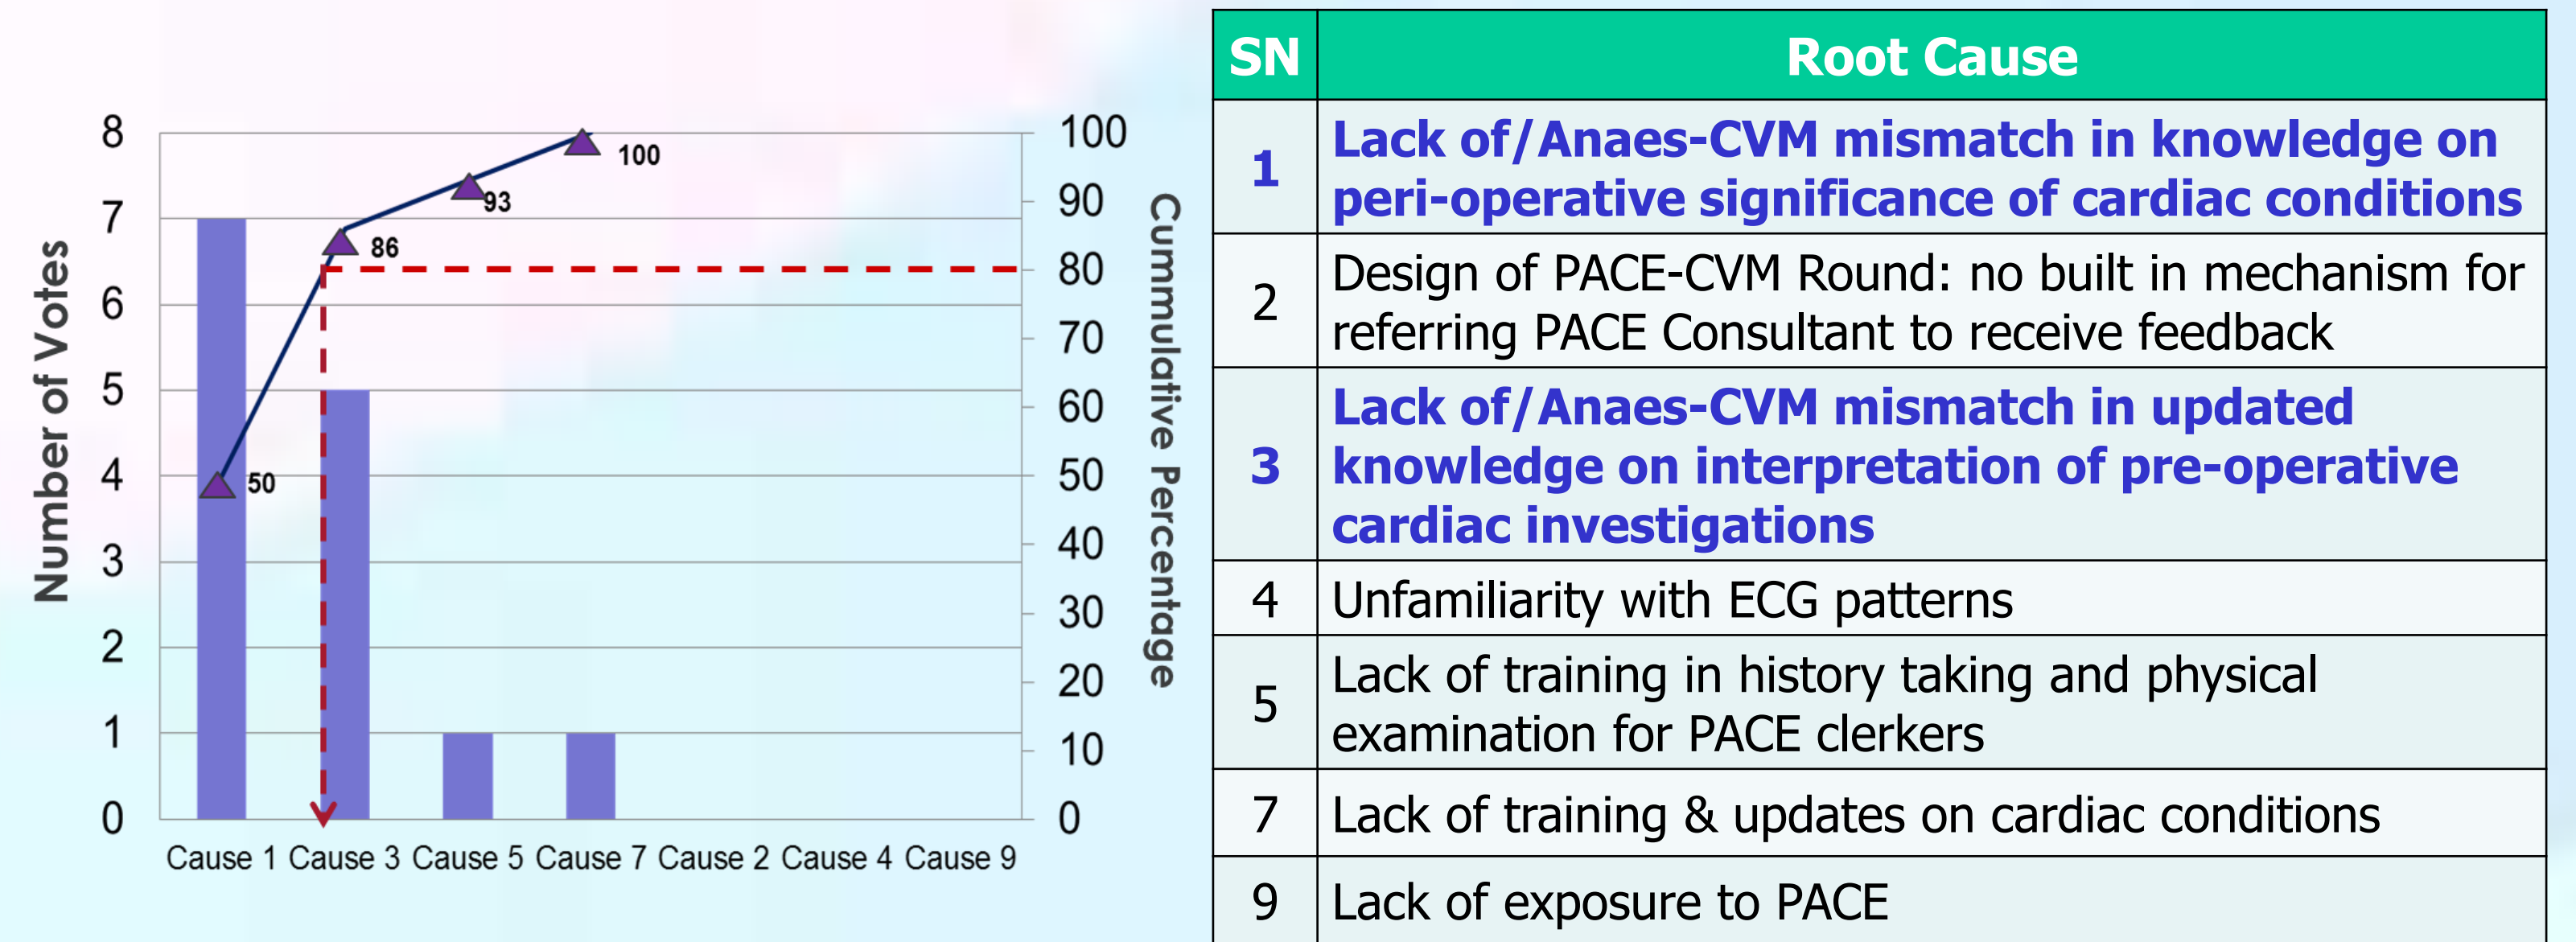 Number of Votes
8
7
6
5
4
3
2
1
0
50
86
93
100
100
90
80
70
60
50
40
30
20
10
0
Cummulative Percentage
Cause 1 Cause 3 Cause 5 Cause 7 Cause 2 Cause 4 Cause 9
SN Root Cause
1 Lack of/Anaes-CVM mismatch in knowledge on
peri-operative significance of cardiac conditions
2 Design of PACE-CVM Round: no built in mechanism for
referring PACE Consultant to receive feedback
3 Lack of/Anaes-CVM mismatch in updated
knowledge on interpretation of pre-operative
cardiac investigations
4 Unfamiliarity with ECG patterns
5 Lack of training in history taking and physical
examination for PACE clerkers
7 Lack of training & updates on cardiac conditions
9 Lack of exposure to PACE